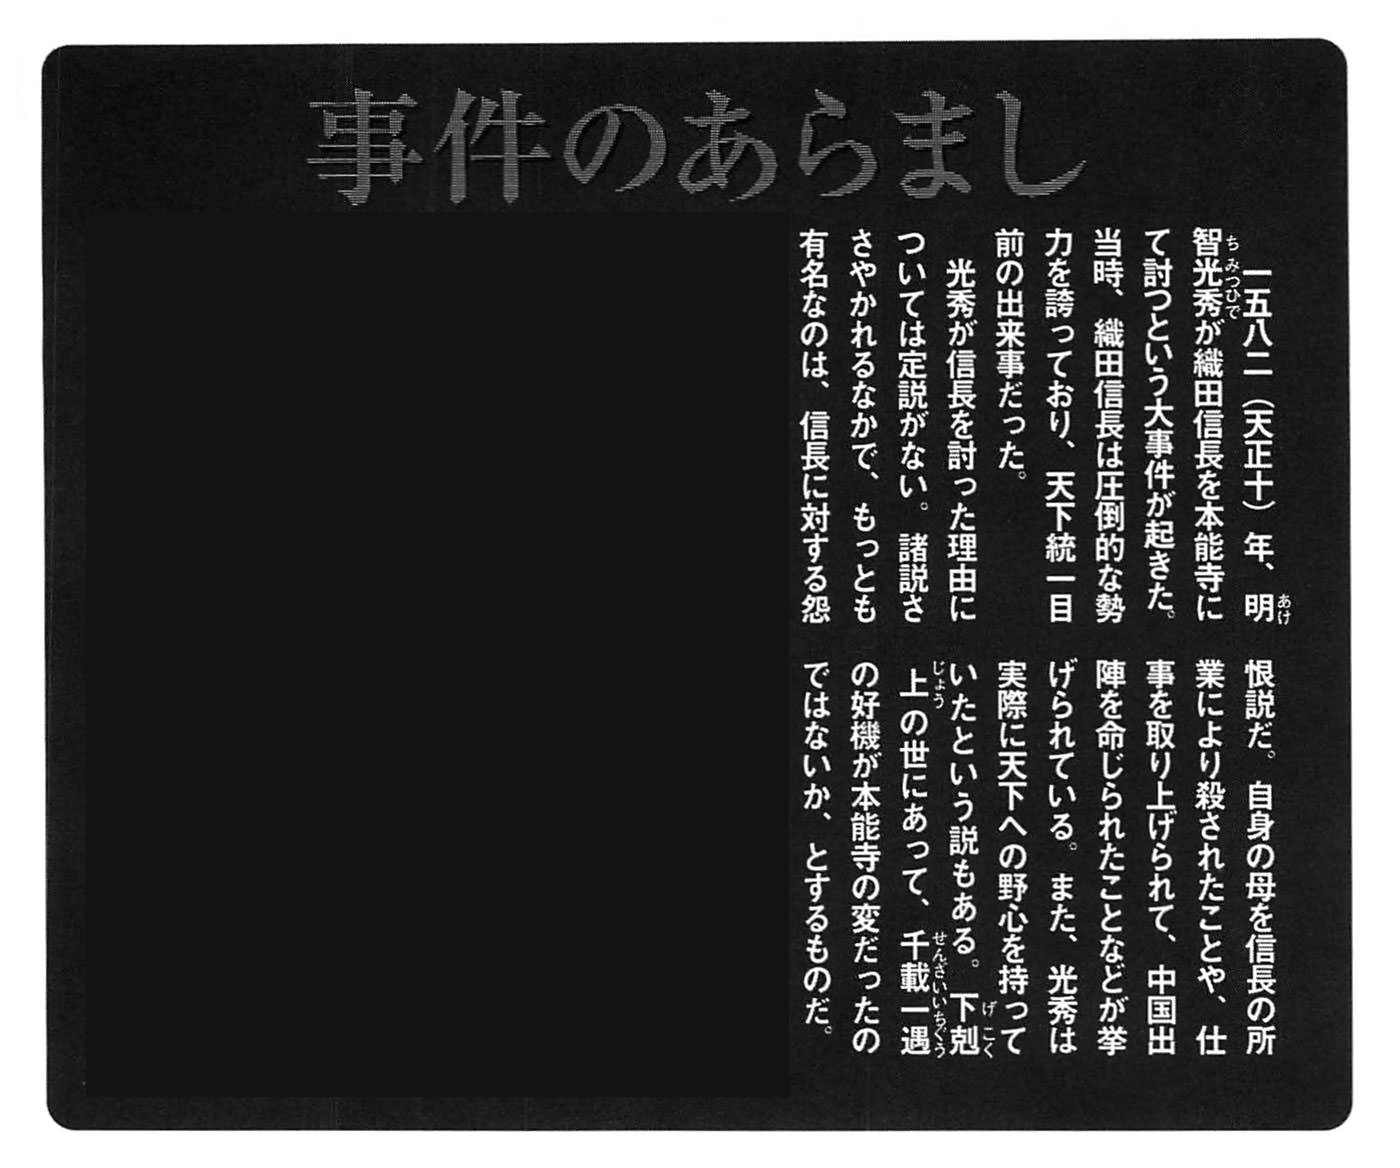 事件のあらまし
一五八二（天正十）年、明
智光秀が織田信長を本能寺に
て討つという大事件が起きた。
当時、織田信長は圧倒的な勢
力を誇っており、天下統一目
前の出来事だった。
光秀が信長を討った理由に
ついては定説がない。諸説さ
さやかれるなかで、もっとも
有名なのは、信長に対する怨
恨説だ。自身の母を信長の所
業により殺されたことや、仕
事を取り上げられて、中国出
陣を命じられたことなどが挙
げられている。また、光秀は
実際に天下への野心を持って
いたという説もある。下剋
上の世にあって、千載一遇
の好機が本能寺の変だったの
ではないか、とするものだ。